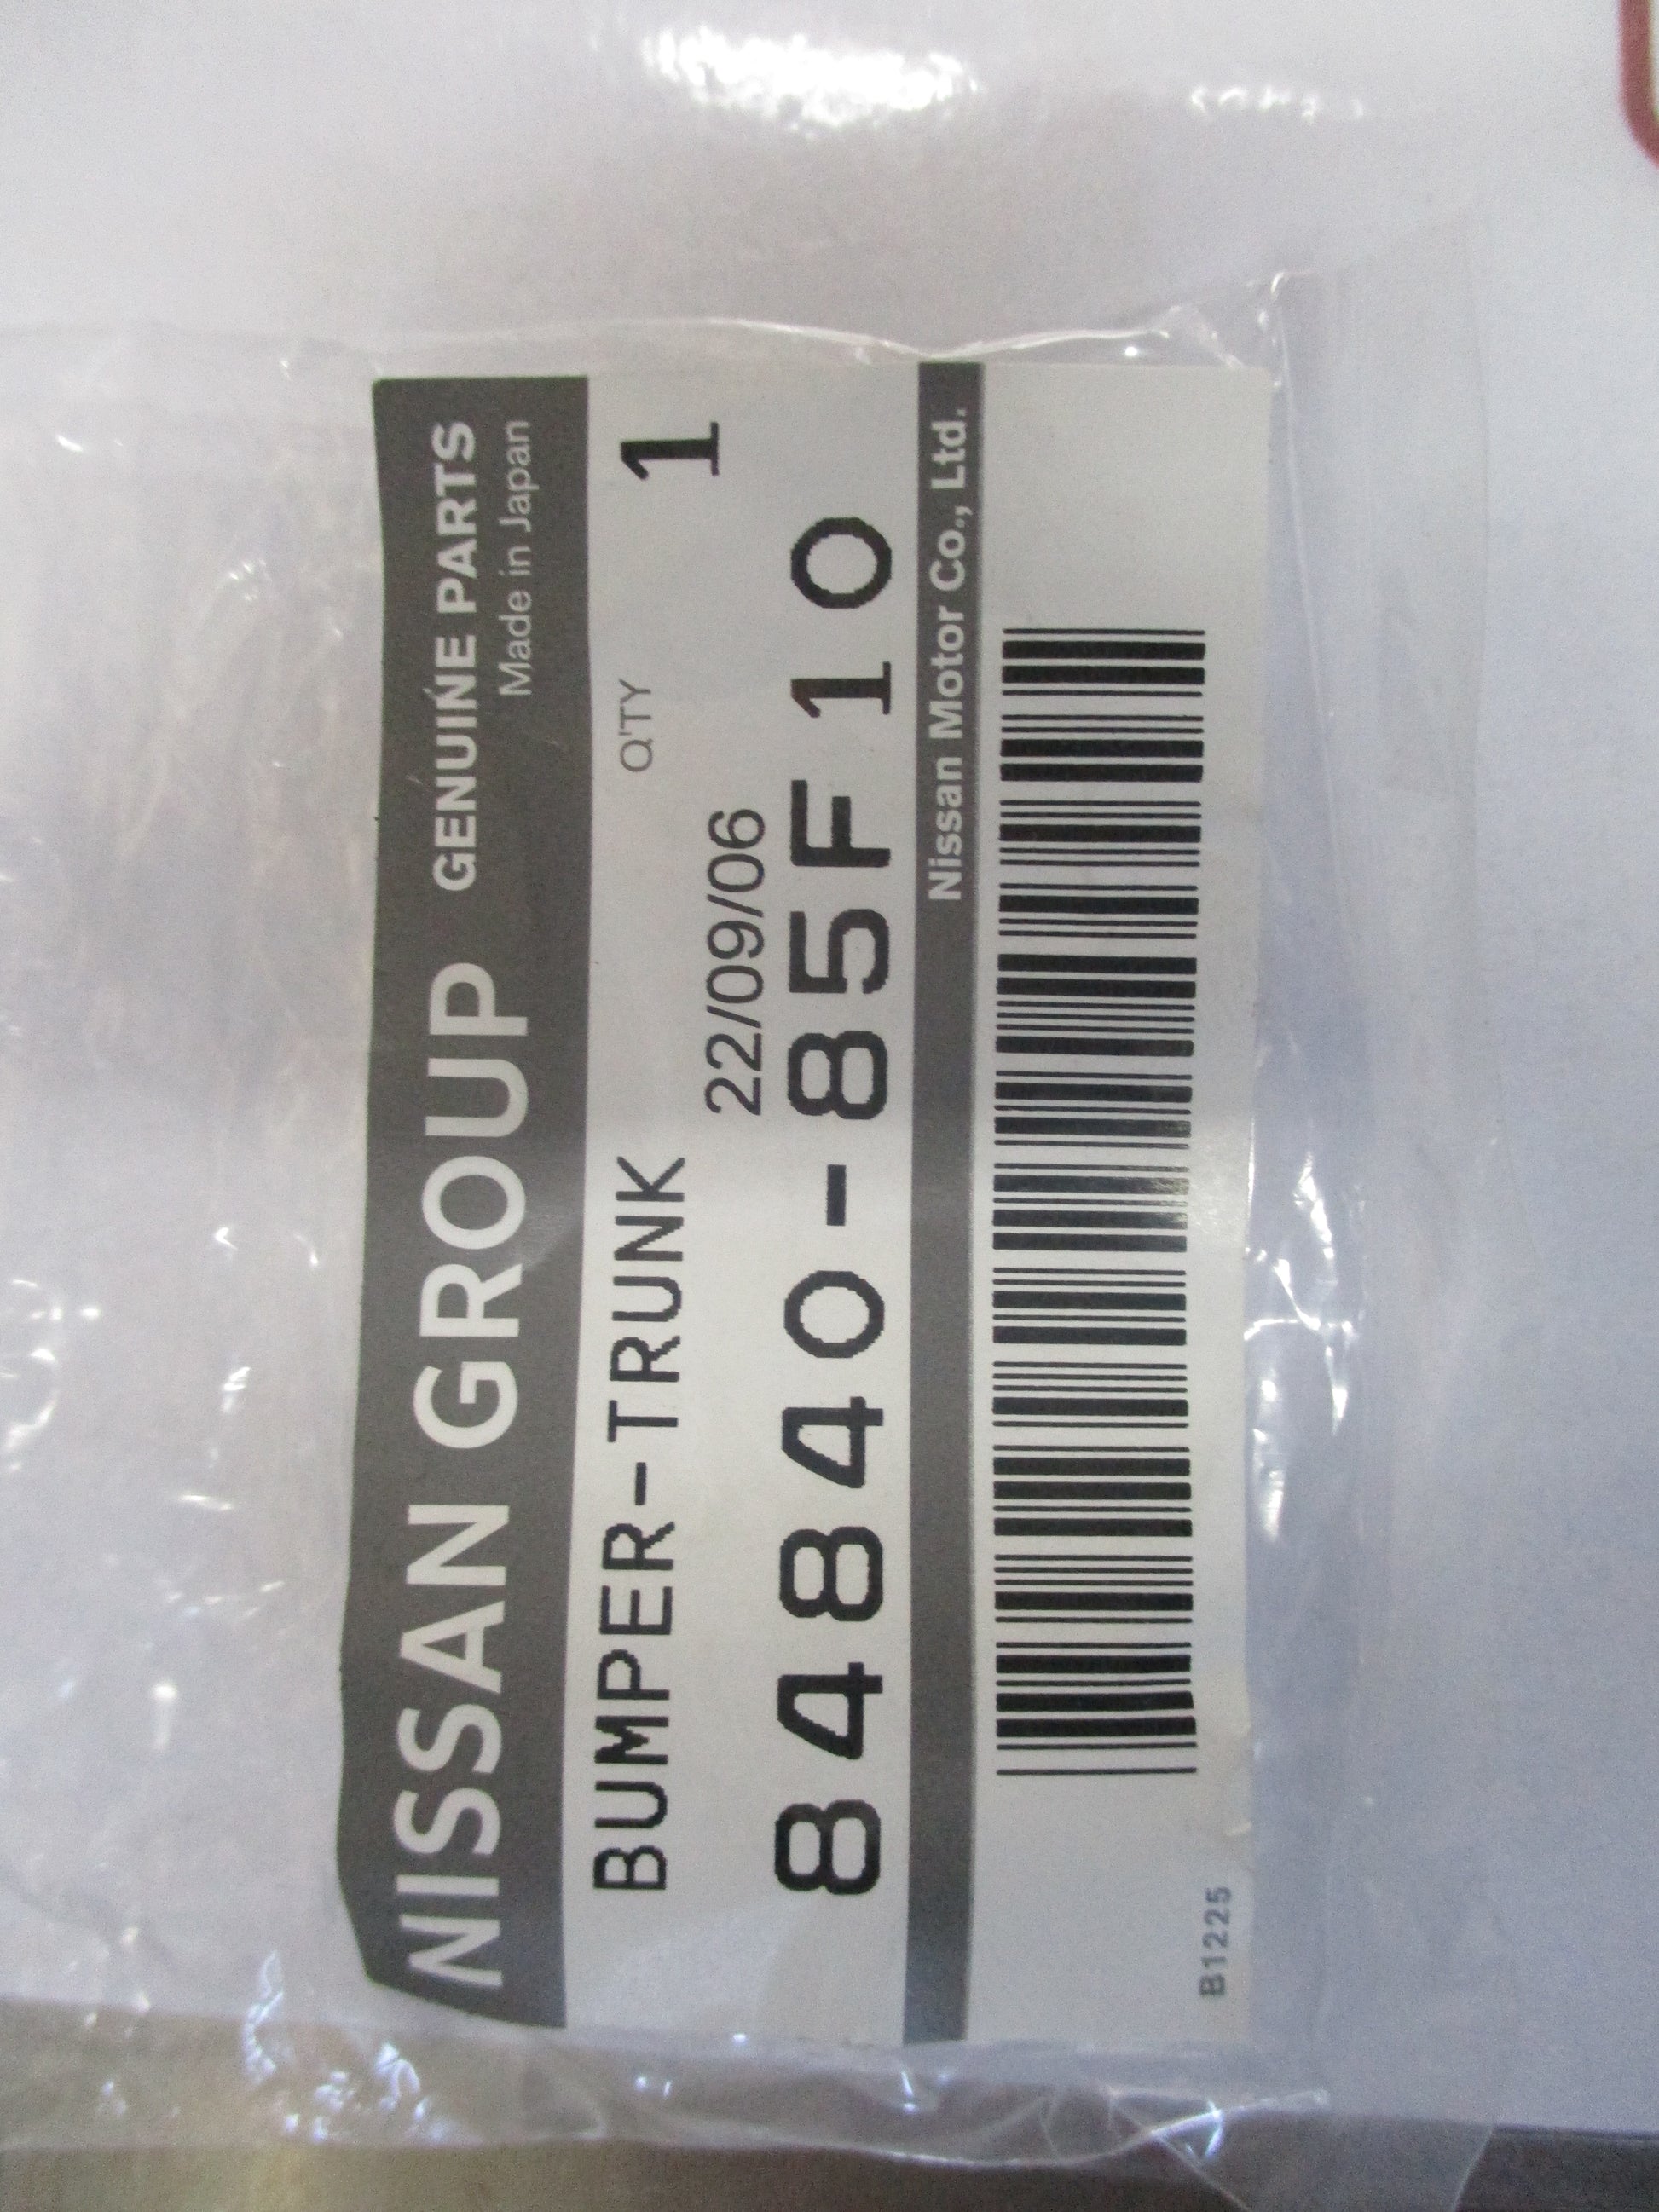 NISSAN GROUP GENUINE PARTS
Made in Japan
BUMPER-TRUNK Q'TY 1
22/09/06
84840-85F10
Nissan Motor Co., Ltd.
B1225